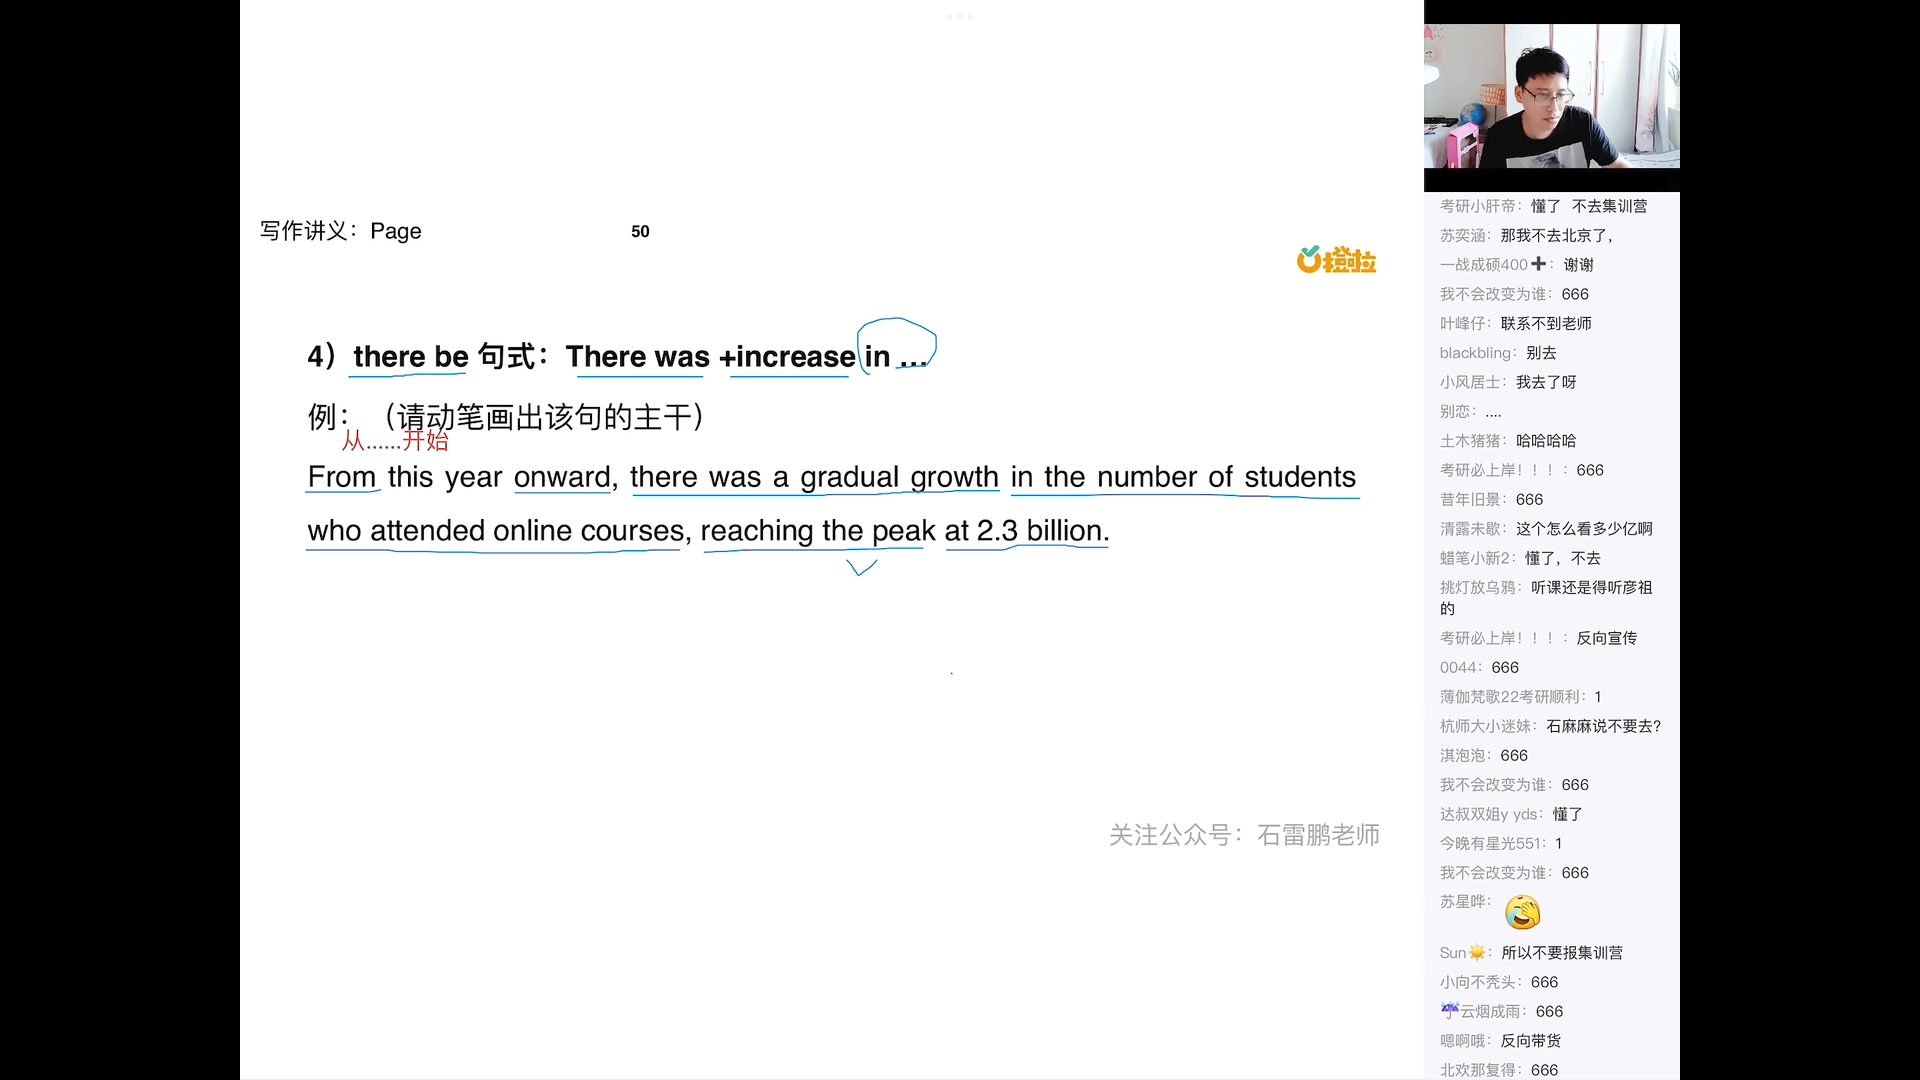 写作讲义：Page 50
橙啦
4）there be 句式：There was +increase in ...
例：（请动笔画出该句的主干）
从……开始
From this year onward, there was a gradual growth in the number of students
who attended online courses, reaching the peak at 2.3 billion.
关注公众号：石雷鹏老师
考研小肝帝：懂了 不去集训营
苏奕涵：那我不去北京了，
一战成硕400➕：谢谢
我不会改变为谁：666
叶峰仔：联系不到老师
blackbling：别去
小风居士：我去了呀
别恋：....
土木猪猪：哈哈哈哈
考研必上岸！！！：666
昔年旧景：666
清露未歇：这个怎么看多少亿啊
蜡笔小新2：懂了，不去
挑灯放乌鸦：听课还是得听彦祖
的
考研必上岸！！！：反向宣传
0044：666
薄伽梵歌22考研顺利：1
杭师大小迷妹：石麻麻说不要去?
淇泡泡：666
我不会改变为谁：666
达叔双姐y yds：懂了
今晚有星光551：1
我不会改变为谁：666
苏星哗：🤣
Sun☀️：所以不要报集训营
小向不秃头：666
☔云烟成雨：666
嗯啊哦：反向带货
北欢那复得：666